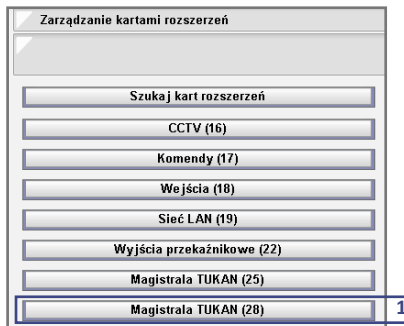 Zarządzanie kartami rozszerzeń
Szukaj kart rozszerzeń
CCTV (16)
Komendy (17)
Wejścia (18)
Sieć LAN (19)
Wyjścia przekaźnikowe (22)
Magistrala TUKAN (25)
Magistrala TUKAN (28)
1